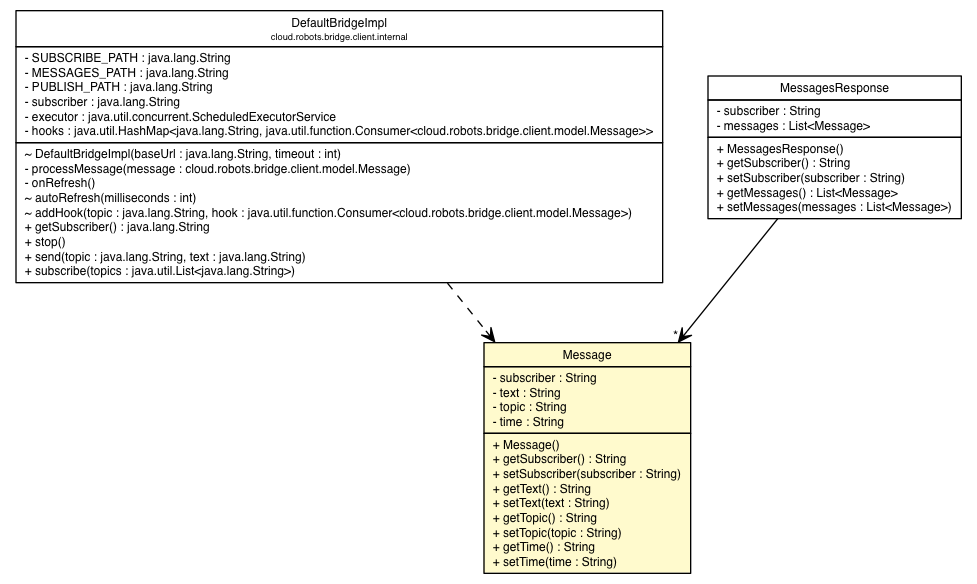 DefaultBridgeImpl
cloud.robots.bridge.client.internal
- SUBSCRIBE_PATH : java.lang.String
- MESSAGES_PATH : java.lang.String
- PUBLISH_PATH : java.lang.String
- subscriber : java.lang.String
- executor : java.util.concurrent.ScheduledExecutorService
- hooks : java.util.HashMap<java.lang.String, java.util.function.Consumer<cloud.robots.bridge.client.model.Message>>
~ DefaultBridgeImpl(baseUrl : java.lang.String, timeout : int)
- processMessage(message : cloud.robots.bridge.client.model.Message)
- onRefresh()
~ autoRefresh(milliseconds : int)
~ addHook(topic : java.lang.String, hook : java.util.function.Consumer<cloud.robots.bridge.client.model.Message>)
+ getSubscriber() : java.lang.String
+ stop()
+ send(topic : java.lang.String, text : java.lang.String)
+ subscribe(topics : java.util.List<java.lang.String>)
MessagesResponse
- subscriber : String
- messages : List<Message>
+ MessagesResponse()
+ getSubscriber() : String
+ setSubscriber(subscriber : String)
+ getMessages() : List<Message>
+ setMessages(messages : List<Message>)
*
Message
- subscriber : String
- text : String
- topic : String
- time : String
+ Message()
+ getSubscriber() : String
+ setSubscriber(subscriber : String)
+ getText() : String
+ setText(text : String)
+ getTopic() : String
+ setTopic(topic : String)
+ getTime() : String
+ setTime(time : String)